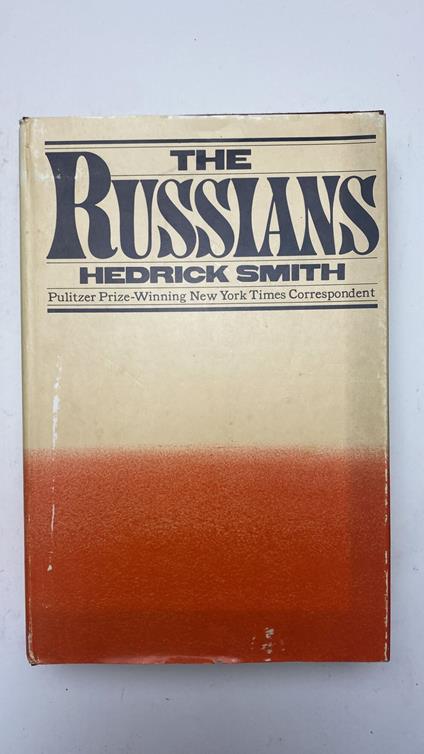 THE
RUSSIANS
HEDRICK SMITH
Pulitzer Prize-Winning New York Times Correspondent